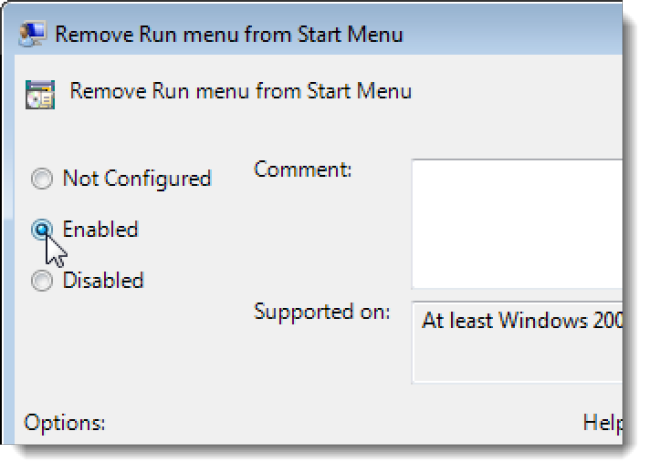 Remove Run menu from Start Menu
Remove Run menu from Start Menu
Not Configured
Comment:
Enabled
Disabled
Supported on:
At least Windows 200
Options:
Help